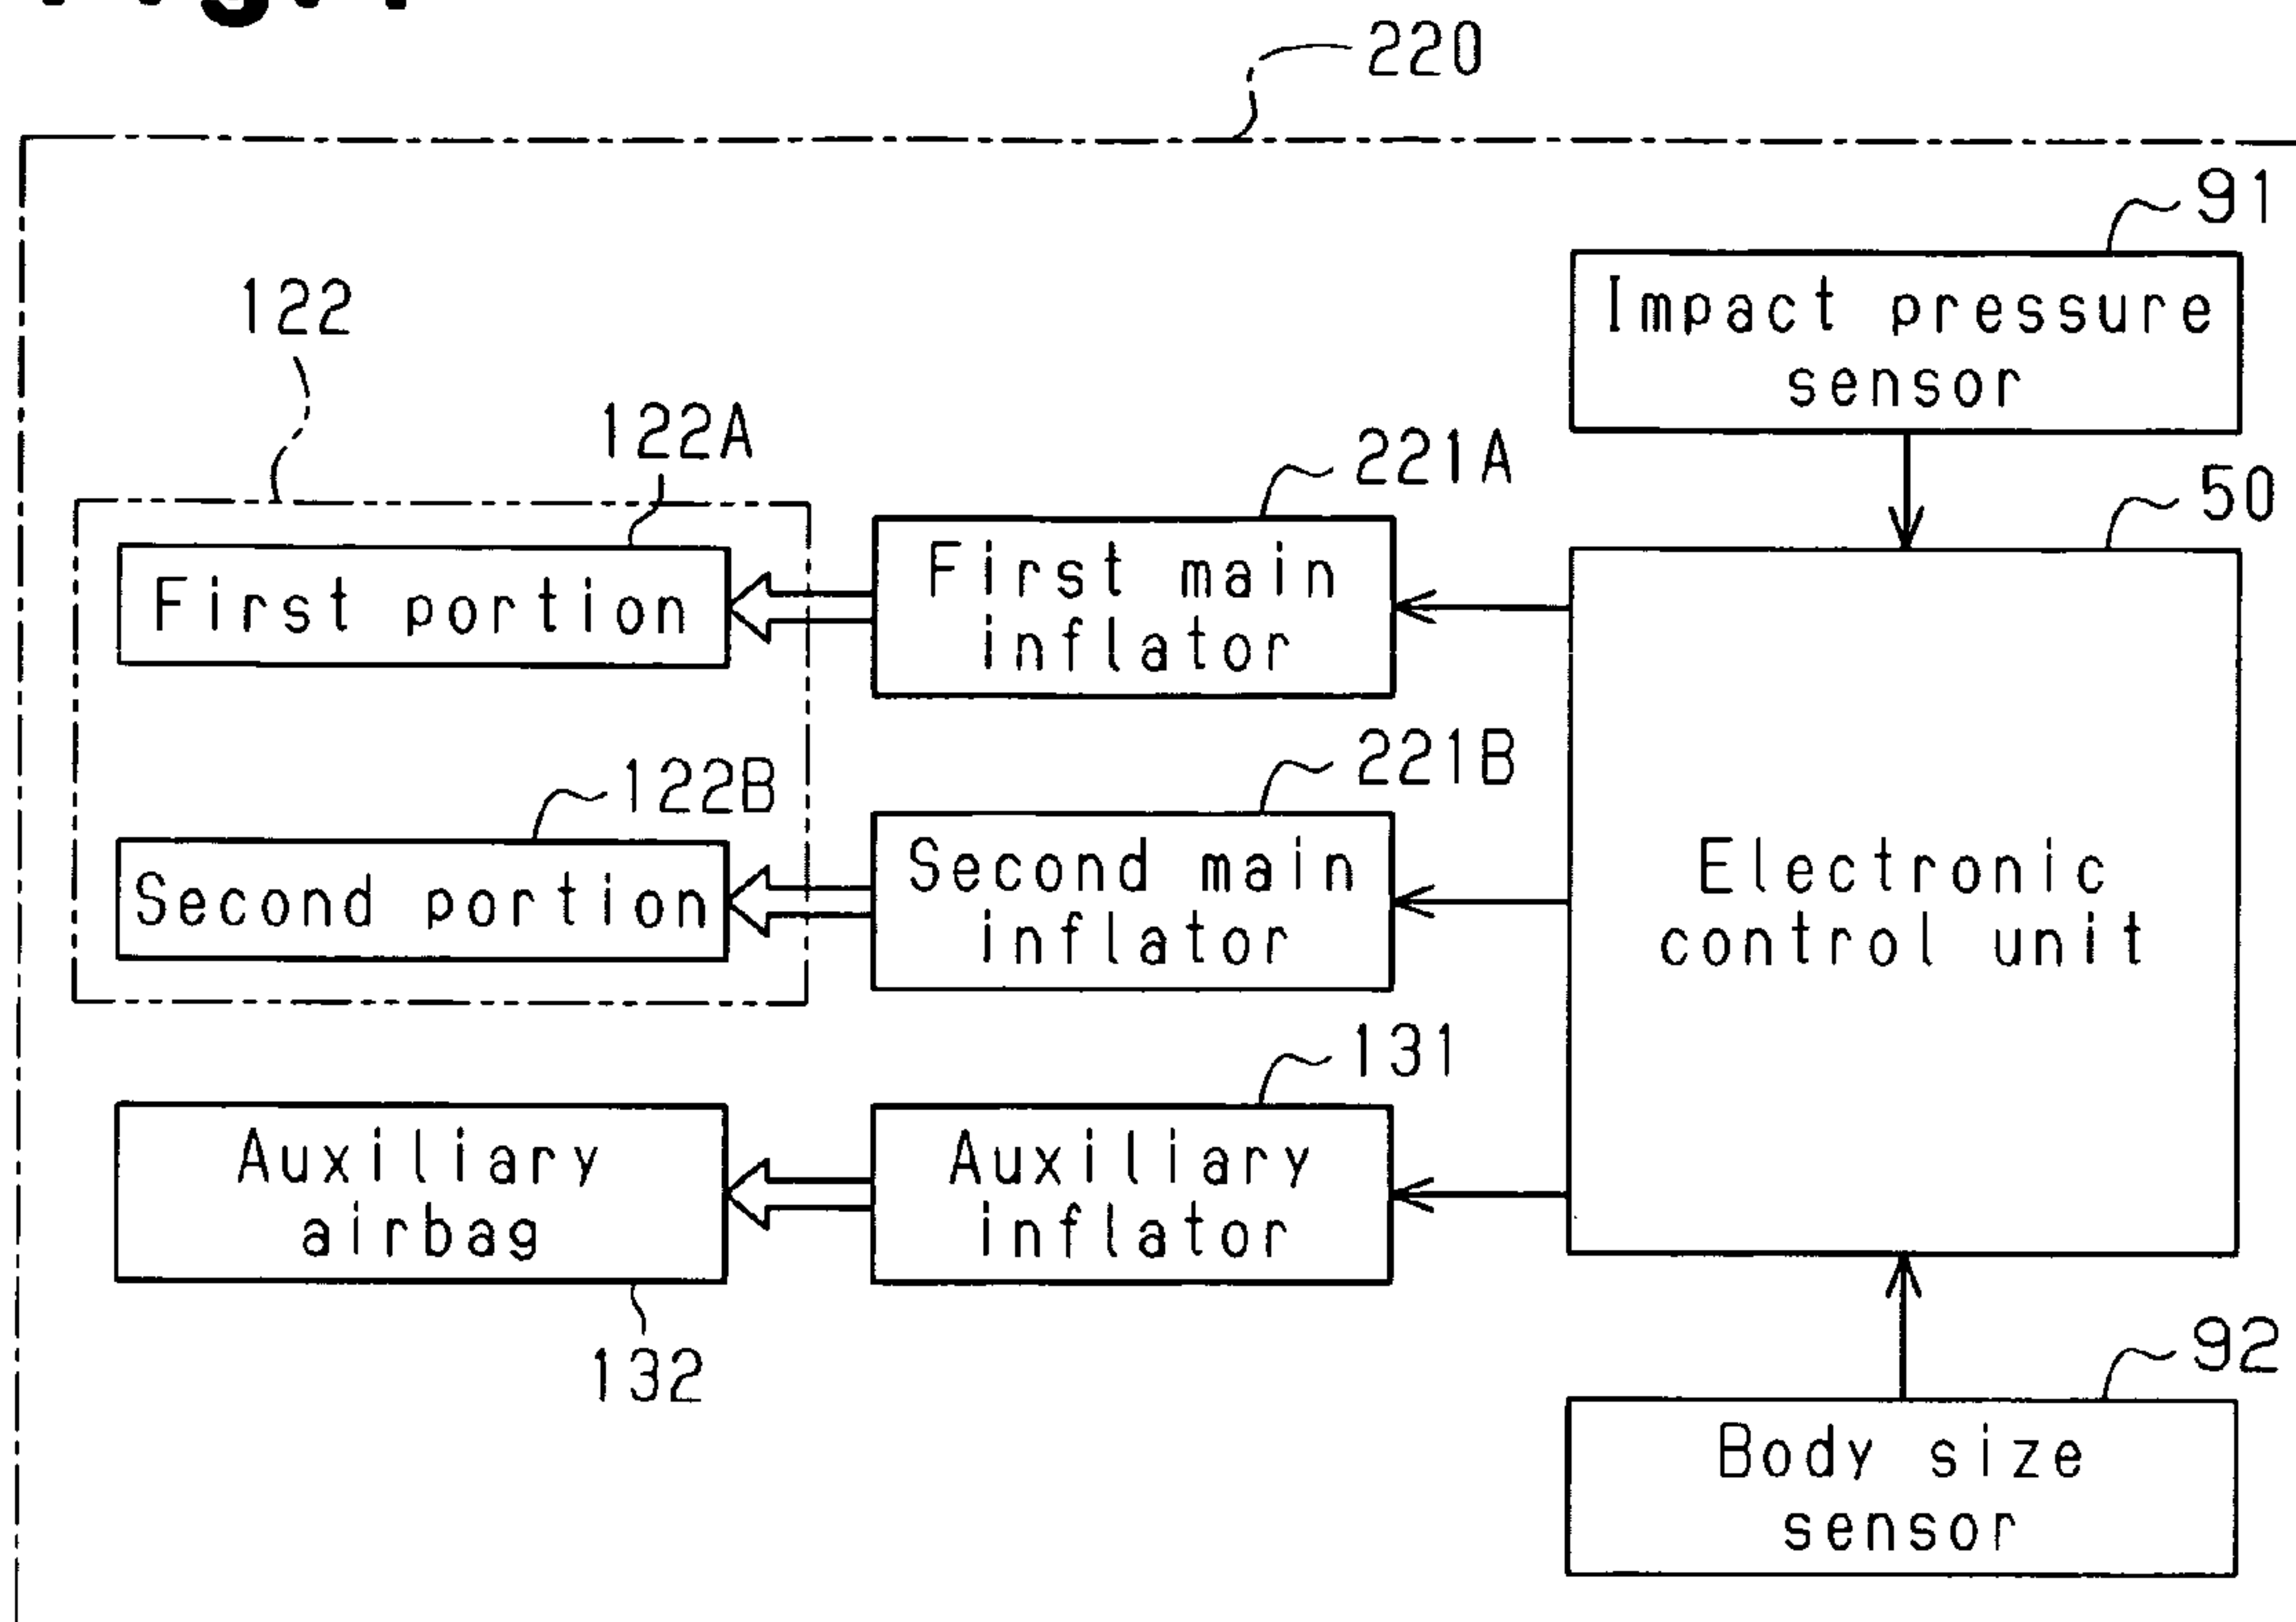 220
91
Impact pressure
sensor
122
122A
221A
50
First portion
First main
inflator
122B
221B
Second portion
Second main
inflator
Electronic
control unit
131
Auxiliary
airbag
Auxiliary
inflator
132
92
Body size
sensor